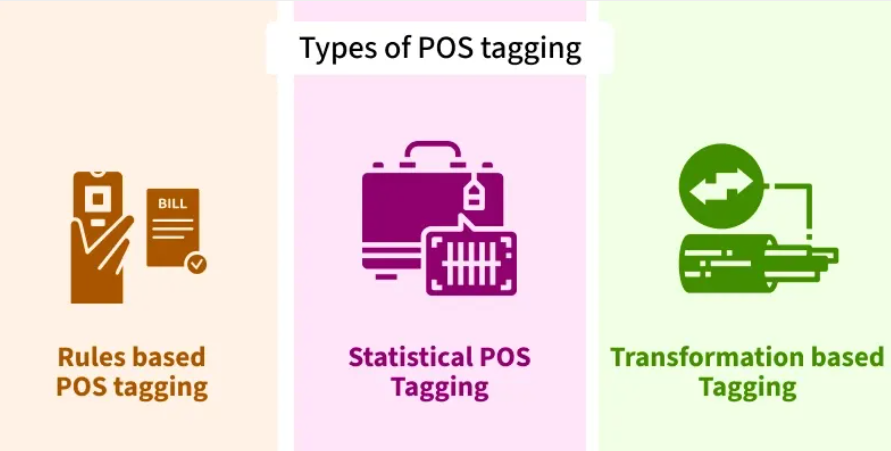 Types of POS tagging
BILL
Rules based
POS tagging
Statistical POS
Tagging
Transformation based
Tagging